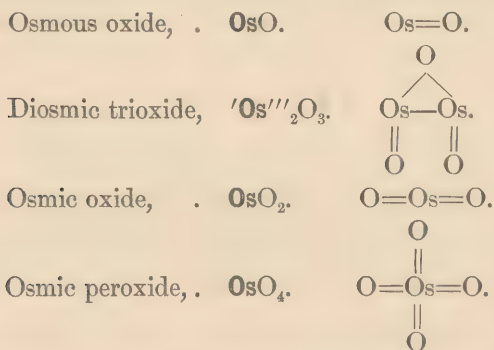 Osmous oxide, . OsO. Os=O.
O
Diosmic trioxide, ′Os‴₂O₃. Os—Os.
O O
Osmic oxide, . OsO₂. O=Os=O.
O
Osmic peroxide, . OsO₄. O=Os=O.
O